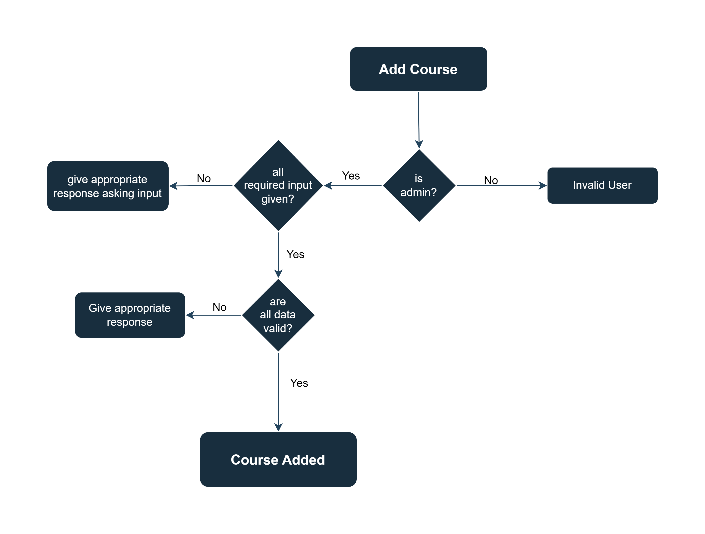 Add Course
is
admin?
Yes
No
Invalid User
all
required input
given?
No
give appropriate
response asking input
Yes
are
all data
valid?
No
Give appropriate
response
Yes
Course Added